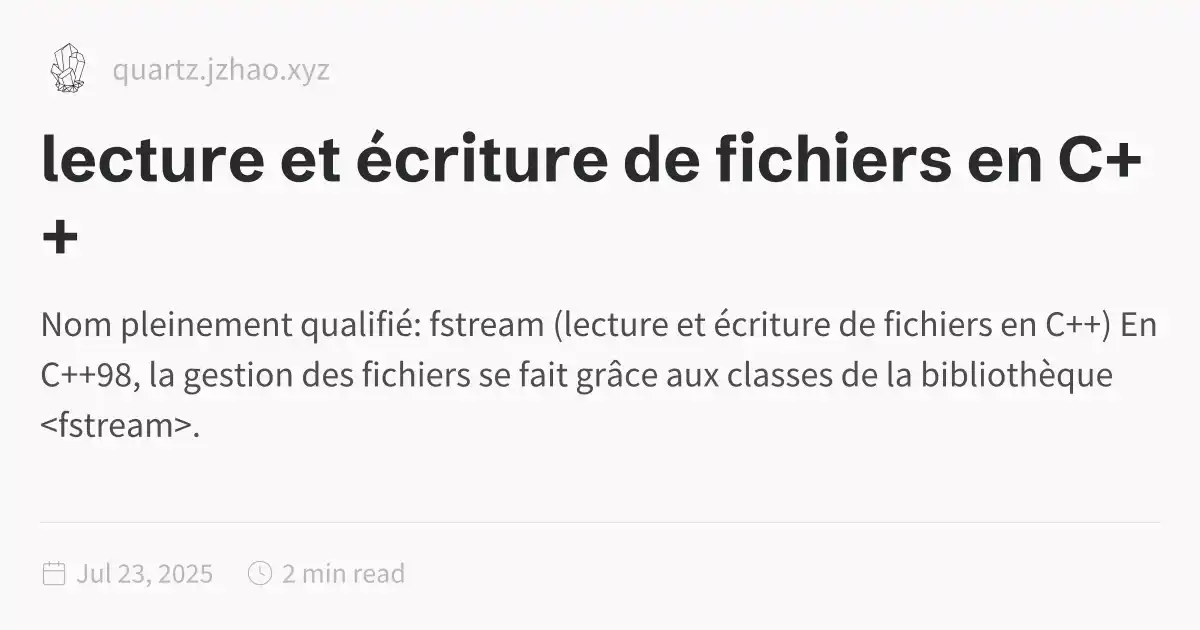 quartz.jzhao.xyz
lecture et écriture de fichiers en C+
+
Nom pleinement qualifié: fstream (lecture et écriture de fichiers en C++) En
C++98, la gestion des fichiers se fait grâce aux classes de la bibliothèque
<fstream>.
Jul 23, 2025 2 min read